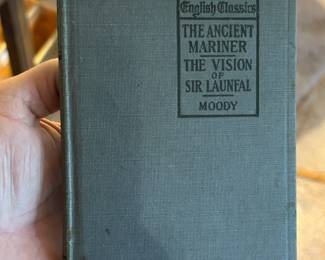 English Classics
THE ANCIENT
MARINER
THE VISION
OF
SIR LAUNFAL
MOODY